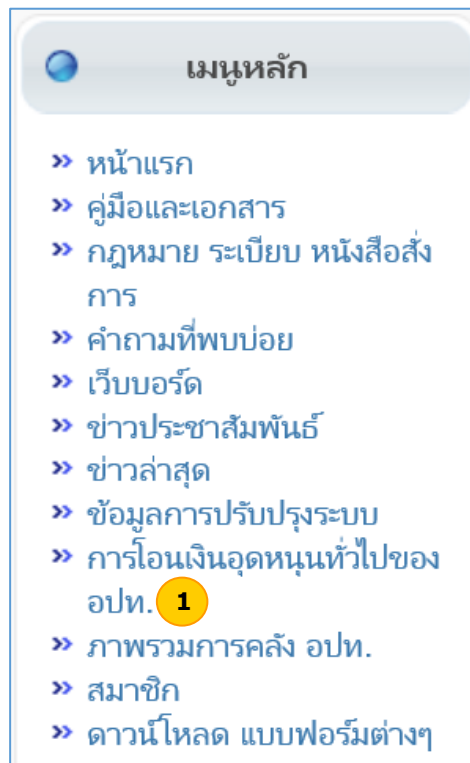 เมนูหลัก
หน้าแรก
คู่มือและเอกสาร
กฎหมาย ระเบียบ หนังสือสั่ง
การ
คำถามที่พบบ่อย
เว็บบอร์ด
ข่าวประชาสัมพันธ์
ข่าวล่าสุด
ข้อมูลการปรับปรุงระบบ
การโอนเงินอุดหนุนทั่วไปของ
อปท. 1
ภาพรวมการคลัง อปท.
สมาชิก
ดาวน์โหลด แบบฟอร์มต่างๆ